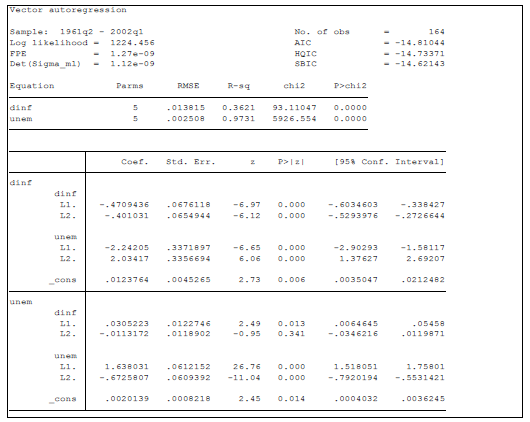 Vector autoregression
Sample: 1961q2 - 2002q1 No. of obs = 164
Log likelihood = 1224.456 AIC = -14.81044
FPE = 1.27e-09 HQIC = -14.73371
Det(Sigma_ml) = 1.12e-09 SBIC = -14.62143
Equation Parms RMSE R-sq chi2 P>chi2
dinf 5 .013815 0.3621 93.11047 0.0000
unem 5 .002508 0.9731 5926.554 0.0000
Coef. Std. Err. z P>|z| [95% Conf. Interval]
dinf
dinf
L1. -.4709436 .0676118 -6.97 0.000 -.6034603 -.338427
L2. -.401031 .0654944 -6.12 0.000 -.5293976 -.2726644
unem
L1. -2.24205 .3371897 -6.65 0.000 -2.90293 -1.58117
L2. 2.03417 .3356694 6.06 0.000 1.37627 2.69207
_cons .0123764 .0045265 2.73 0.006 .0035047 .0212482
unem
dinf
L1. .0305223 .0122746 2.49 0.013 .0064645 .05458
L2. -.0113172 .0118902 -0.95 0.341 -.0346216 .0119871
unem
L1. 1.638031 .0612152 26.76 0.000 1.518051 1.75801
L2. -.6725807 .0609392 -11.04 0.000 -.7920194 -.5531421
_cons .0020139 .0008218 2.45 0.014 .0004032 .0036245